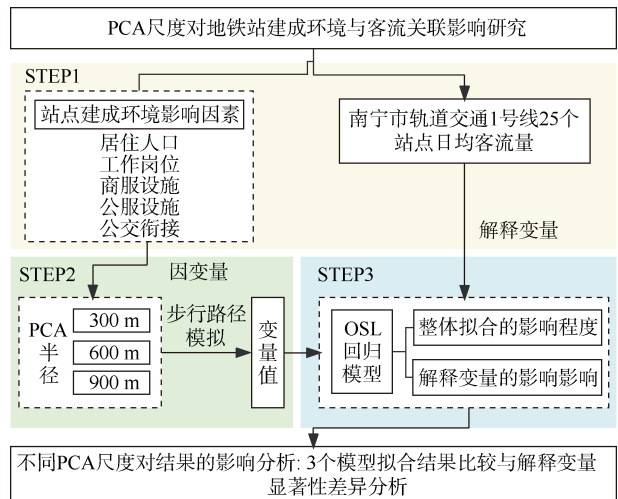 PCA尺度对地铁站建成环境与客流关联影响研究
STEP1
站点建成环境影响因素
居住人口
工作岗位
商服设施
公服设施
公交衔接
南宁市轨道交通1号线25个
站点日均客流量
解释变量
因变量
STEP2
PCA
半
径
300 m
600 m
900 m
步行路径
模拟
变
量
值
STEP3
OSL
回归
模型
整体拟合的影响程度
解释变量的影响影响
不同PCA尺度对结果的影响分析: 3个模型拟合结果比较与解释变量
显著性差异分析